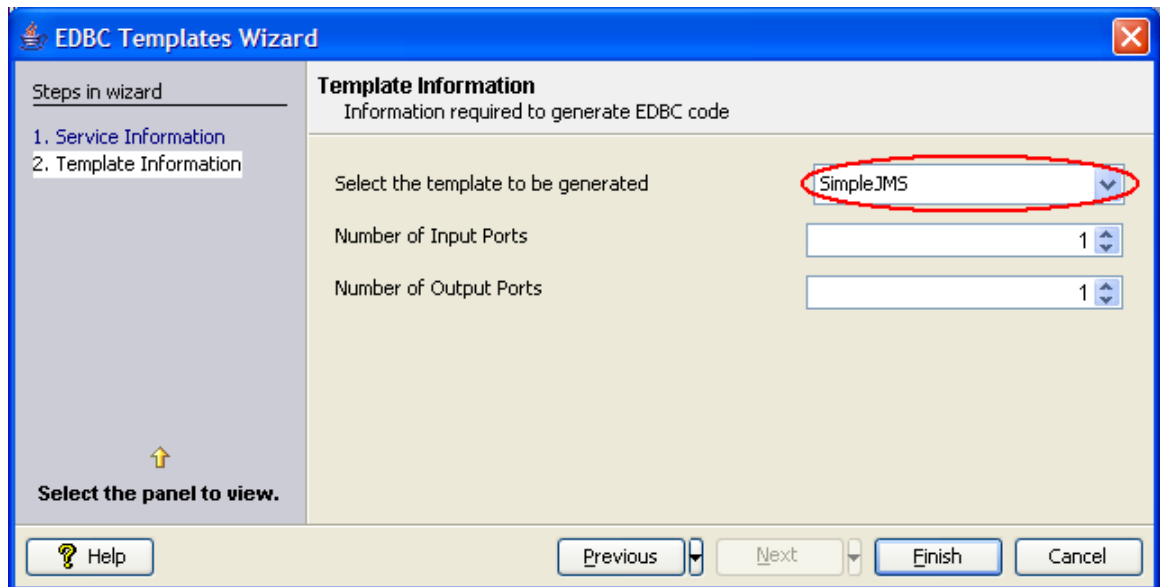 EDBC Templates Wizard
Steps in wizard
1. Service Information
2. Template Information
Select the panel to view.
Template Information
Information required to generate EDBC code
Select the template to be generated
SimpleJMS
Number of Input Ports
1
Number of Output Ports
1
Help
Previous
Next
Finish
Cancel